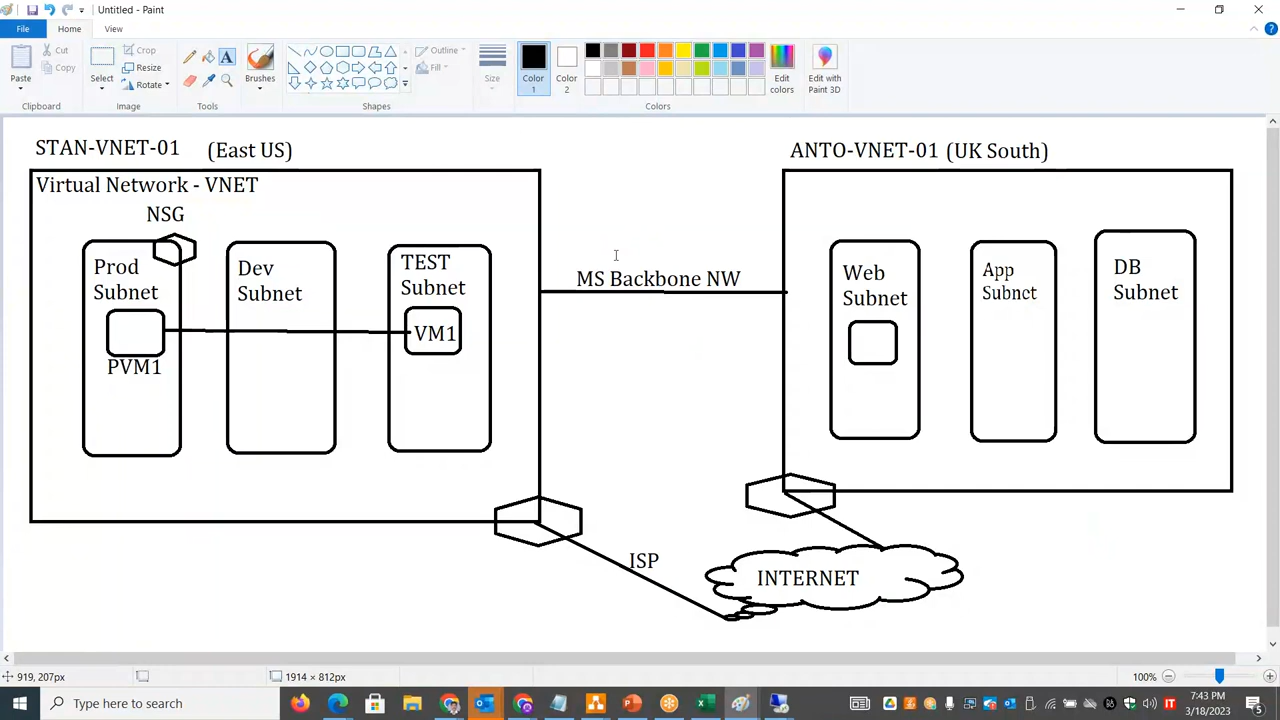 Untitled - Paint
File
Home
View
Paste
Cut
Copy
Clipboard
Select
Crop
Resize
Rotate
Image
Tools
Brushes
Outline
Fill
Shapes
Size
Color
1
Color
2
Edit
colors
Colors
Edit with
Paint 3D
STAN-VNET-01 (East US)
ANTO-VNET-01 (UK South)
Virtual Network - VNET
NSG
Prod
Subnet
PVM1
Dev
Subnet
TEST
Subnet
VM1
MS Backbone NW
Web
Subnet
App
Subnet
DB
Subnet
ISP
INTERNET
919, 207px
1914 × 812px
100%
Type here to search
7:43 PM
3/18/2023